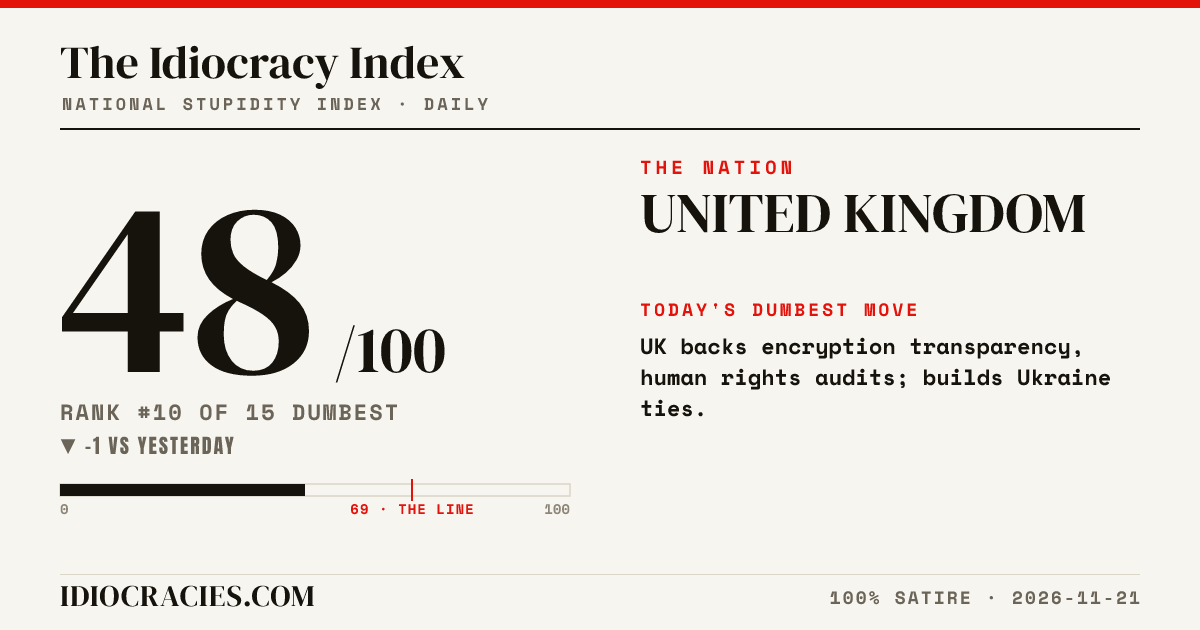 The Idiocracy Index
NATIONAL STUPIDITY INDEX · DAILY
48 /100
RANK #10 OF 15 DUMBEST
▼ -1 VS YESTERDAY
0
69 · THE LINE
100
THE NATION
UNITED KINGDOM
TODAY'S DUMBEST MOVE
UK backs encryption transparency,
human rights audits; builds Ukraine
ties.
IDIOCRACIES.COM
100% SATIRE · 2026-11-21